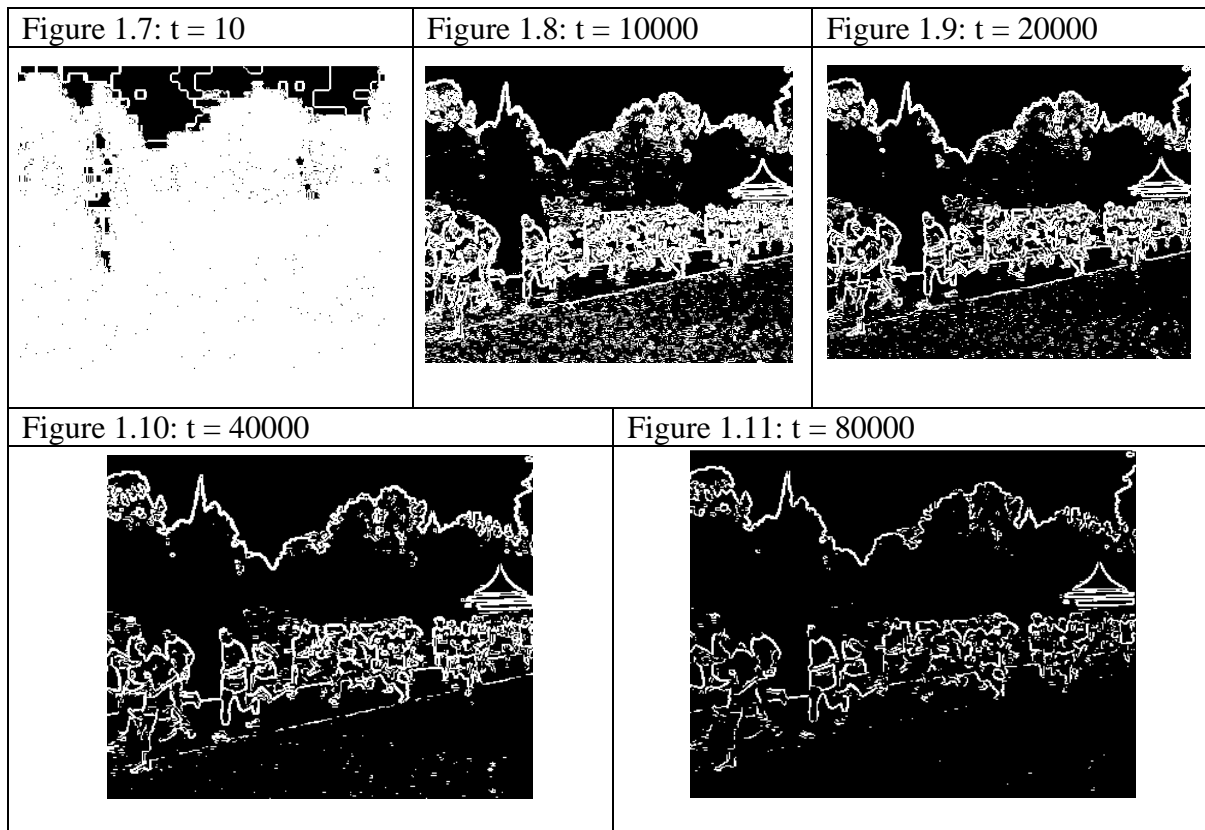 Figure 1.7: t = 10
Figure 1.8: t = 10000
Figure 1.9: t = 20000
Figure 1.10: t = 40000
Figure 1.11: t = 80000